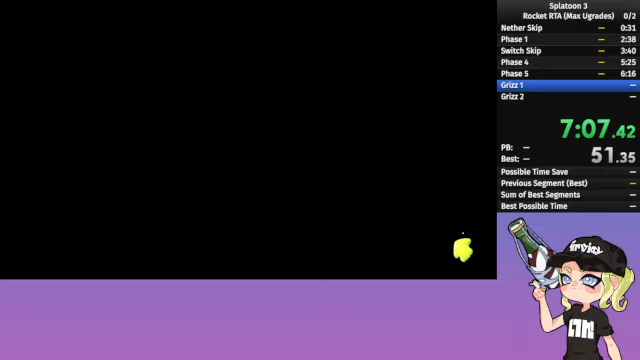 Splatoon 3
Rocket RTA (Max Ugrades) 0/2
Nether Skip — 0:31
Phase 1 — 2:38
Switch Skip — 3:40
Phase 4 — 5:25
Phase 5 — 6:16
Grizz 1 —
Grizz 2 —
7:07.42
PB: —
Best: —
51.35
Possible Time Save —
Previous Segment (Best) —
Sum of Best Segments —
Best Possible Time —